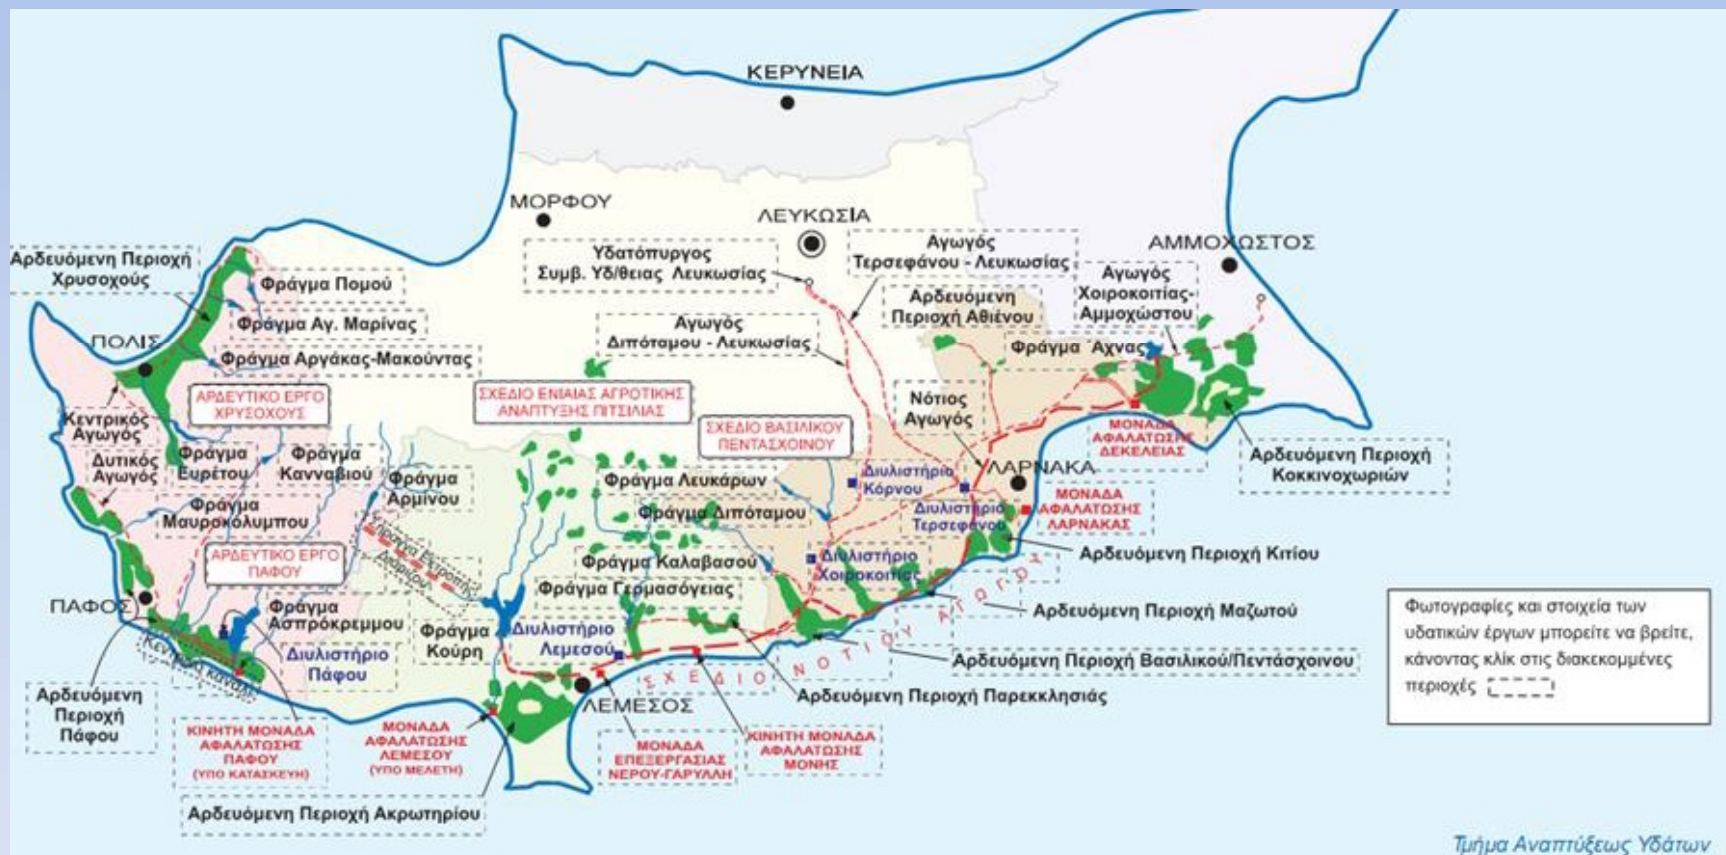 ΚΕΡΥΝΕΙΑ
ΜΟΡΦΟΥ
ΛΕΥΚΩΣΙΑ
ΑΜΜΟΧΩΣΤΟΣ
Αρδευόμενη Περιοχή
Χρυσοχούς
Φράγμα Πομού
Φράγμα Αγ. Μαρίνας
Φράγμα Αργάκας-Μακούντας
ΠΟΛΙΣ
Υδατόπυργος
Συμβ. Υδ/θειας Λευκωσίας
Αγωγός
Τερσεφάνου - Λευκωσίας
Αγωγός
Διπόταμου - Λευκωσίας
Αρδευόμενη
Περιοχή Αθιένου
Αγωγός
Χοιροκοιτίας-
Αμμοχώστου
Φράγμα Αχνας
ΑΡΔΕΥΤΙΚΟ ΕΡΓΟ
ΧΡΥΣΟΧΟΥΣ
ΣΧΕΔΙΟ ΕΝΙΑΙΑΣ ΑΓΡΟΤΙΚΗΣ
ΑΝΑΠΤΥΞΗΣ ΠΙΤΣΙΛΙΑΣ
ΣΧΕΔΙΟ ΒΑΣΙΛΙΚΟΥ
ΠΕΝΤΑΣΧΟΙΝΟΥ
Νότιος
Αγωγός
ΜΟΝΑΔΑ
ΑΦΑΛΑΤΩΣΗΣ
ΔΕΚΕΛΕΙΑΣ
Αρδευόμενη Περιοχή
Κοκκινοχωριών
Κεντρικός
Αγωγός
Δυτικός
Αγωγός
Φράγμα
Ευρέτου
Φράγμα
Κανναβιού
Φράγμα
Αρμίνου
Φράγμα
Μαυροκόλυμπου
Φράγμα Λευκάρων
Φράγμα Διπόταμου
Διυλιστήριο
Κόρνου
ΛΑΡΝΑΚΑ
Διυλιστήριο
Τερσεφάνου
ΜΟΝΑΔΑ
ΑΦΑΛΑΤΩΣΗΣ
ΛΑΡΝΑΚΑΣ
Σήραγγα Εκτροπής
Διαρίζου
ΑΡΔΕΥΤΙΚΟ ΕΡΓΟ
ΠΑΦΟΥ
Φράγμα Καλαβασού
Διυλιστήριο
Χοιροκοιτίας
Αρδευόμενη Περιοχή Κιτίου
Φράγμα Γερμασόγειας
Αρδευόμενη Περιοχή Μαζωτού
ΠΑΦΟΣ
Φράγμα
Ασπρόκρεμμου
Διυλιστήριο
Πάφου
Φράγμα
Κούρη
Διυλιστήριο
Λεμεσού
ΣΧΕΔΙΟ ΝΟΤΙΟΥ ΑΓΩΓΟΥ
Αρδευόμενη Περιοχή Βασιλικού/Πεντάσχοινου
Αρδευόμενη Περιοχή Παρεκκλησιάς
ΛΕΜΕΣΟΣ
Αρδευόμενη
Περιοχή
Πάφου
ΚΙΝΗΤΗ ΜΟΝΑΔΑ
ΑΦΑΛΑΤΩΣΗΣ
ΠΑΦΟΥ
(ΥΠΟ ΚΑΤΑΣΚΕΥΗ)
ΜΟΝΑΔΑ
ΑΦΑΛΑΤΩΣΗΣ
ΛΕΜΕΣΟΥ
(ΥΠΟ ΜΕΛΕΤΗ)
ΜΟΝΑΔΑ
ΕΠΕΞΕΡΓΑΣΙΑΣ
ΝΕΡΟΥ-ΓΑΡΥΛΛΗ
ΚΙΝΗΤΗ ΜΟΝΑΔΑ
ΑΦΑΛΑΤΩΣΗΣ
ΜΟΝΗΣ
Αρδευόμενη Περιοχή Ακρωτηρίου
Φωτογραφίες και στοιχεία των
υδατικών έργων μπορείτε να βρείτε,
κάνοντας κλίκ στις διακεκομμένες
περιοχές
Τμήμα Αναπτύξεως Υδάτων